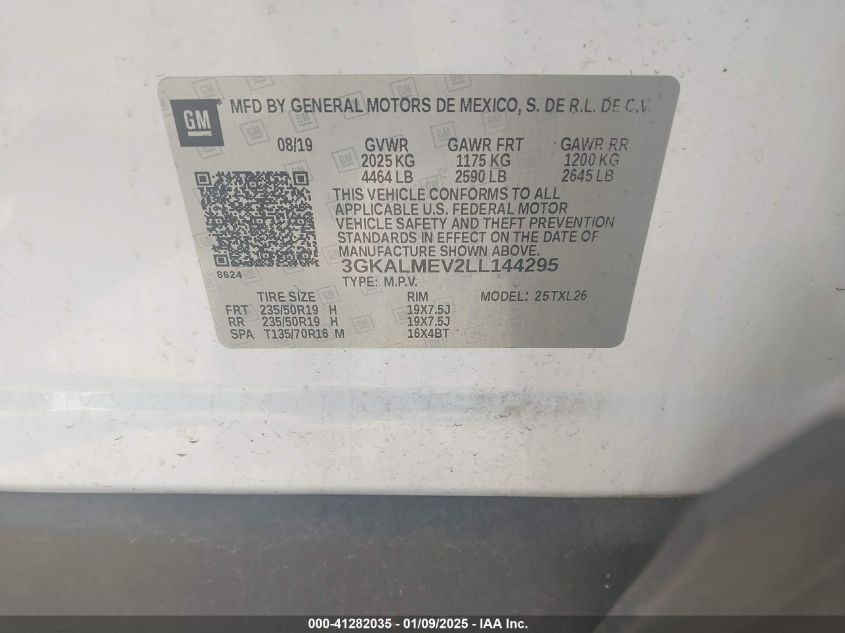 GM
MFD BY GENERAL MOTORS DE MEXICO, S. DE R.L. DE C.V.
08/19 GVWR GAWR FRT GAWR RR
2025 KG 1175 KG 1200 KG
4464 LB 2590 LB 2645 LB
THIS VEHICLE CONFORMS TO ALL
APPLICABLE U.S. FEDERAL MOTOR
VEHICLE SAFETY AND THEFT PREVENTION
STANDARDS IN EFFECT ON THE DATE OF
MANUFACTURE SHOWN ABOVE.
8624
3GKALMEV2LL144295
TYPE: M.P.V.
TIRE SIZE RIM MODEL: 25TXL26
FRT 235/50R19 H 19X7.5J
RR 235/50R19 H 19X7.5J
SPA T135/70R16 M 16X4BT
000-41282035 - 01/09/2025 - IAA Inc.